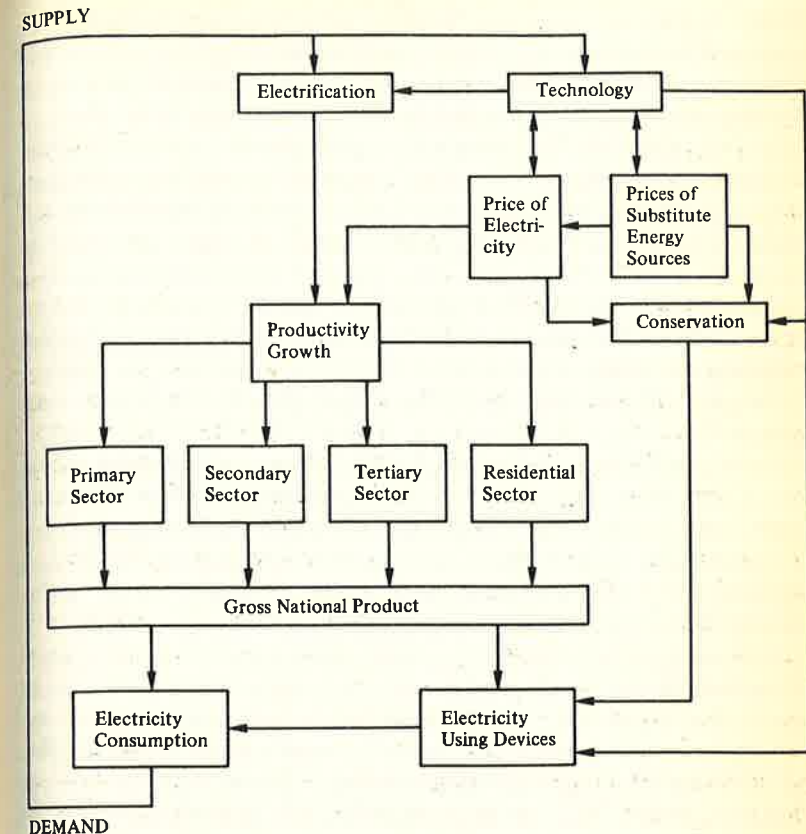 SUPPLY
Electrification
Technology
Price of
Electri-
city
Prices of
Substitute
Energy
Sources
Productivity
Growth
Conservation
Primary
Sector
Secondary
Sector
Tertiary
Sector
Residential
Sector
Gross National Product
Electricity
Consumption
Electricity
Using Devices
DEMAND